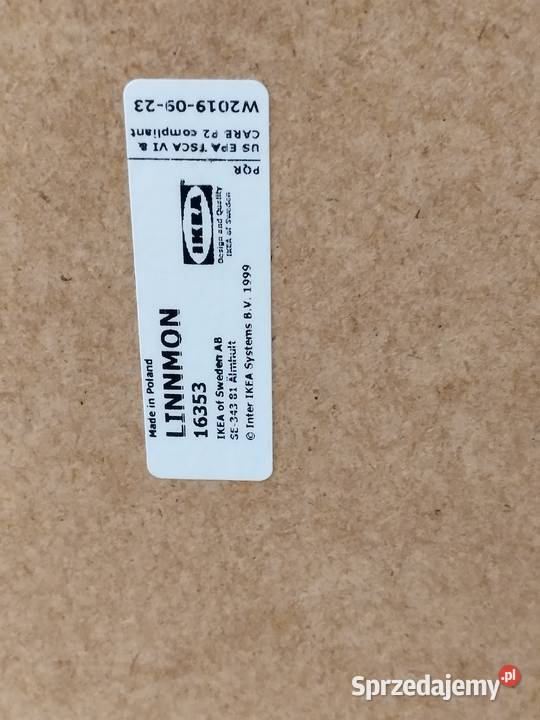 Made in Poland
LINNMON
16353
IKEA of Sweden AB
SE-343 81 Älmhult
© Inter IKEA Systems B.V. 1999
IKEA
Design and Quality
IKEA of Sweden
PQR
US EPA TSCA VI &
CARB P2 compliant
W2019-09-23
Sprzedajemy.pl